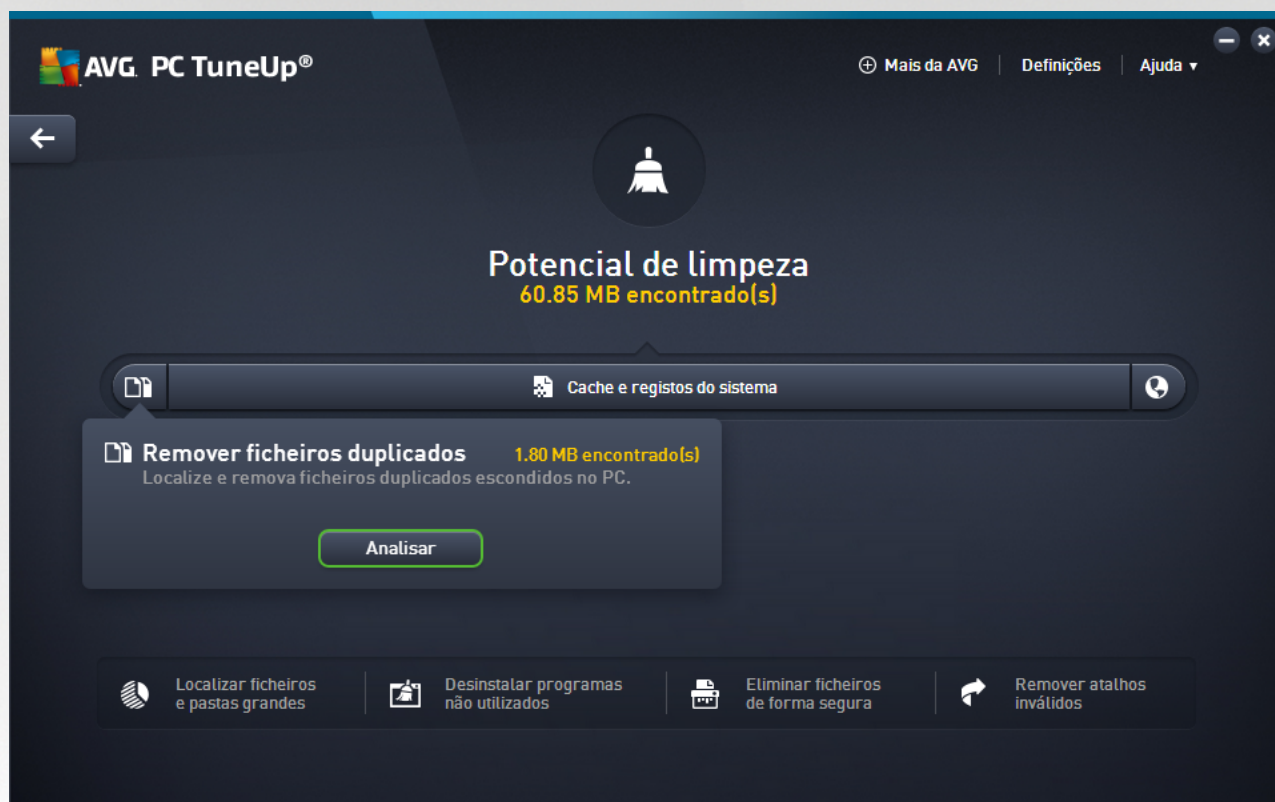 AVG. PC TuneUp®
Mais da AVG
Definições
Ajuda
Potencial de limpeza
60.85 MB encontrado(s)
Cache e registos do sistema
Remover ficheiros duplicados 1.80 MB encontrado(s)
Localize e remova ficheiros duplicados escondidos no PC.
Analisar
Localizar ficheiros
e pastas grandes
Desinstalar programas
não utilizados
Eliminar ficheiros
de forma segura
Remover atalhos
inválidos